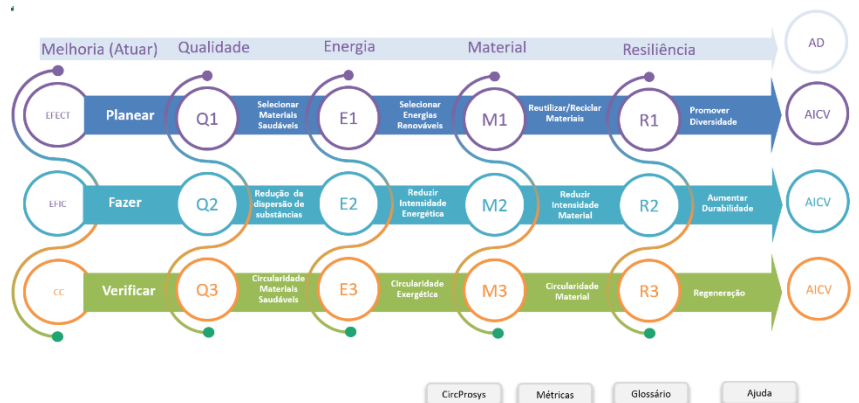 Melhoria (Atuar) Qualidade Energia Material Resiliência AD
EFECT Planear Q1 Selecionar Materiais Saudáveis E1 Selecionar Energias Renováveis M1 Reutilizar/Reciclar Materiais R1 Promover Diversidade AICV
EFIC Fazer Q2 Redução da dispersão de substâncias E2 Reduzir Intensidade Energética M2 Reduzir Intensidade Material R2 Aumentar Durabilidade AICV
CC Verificar Q3 Circularidade Materiais Saudáveis E3 Circularidade Exergética M3 Circularidade Material R3 Regeneração AICV
CircProsys Métricas Glossário Ajuda